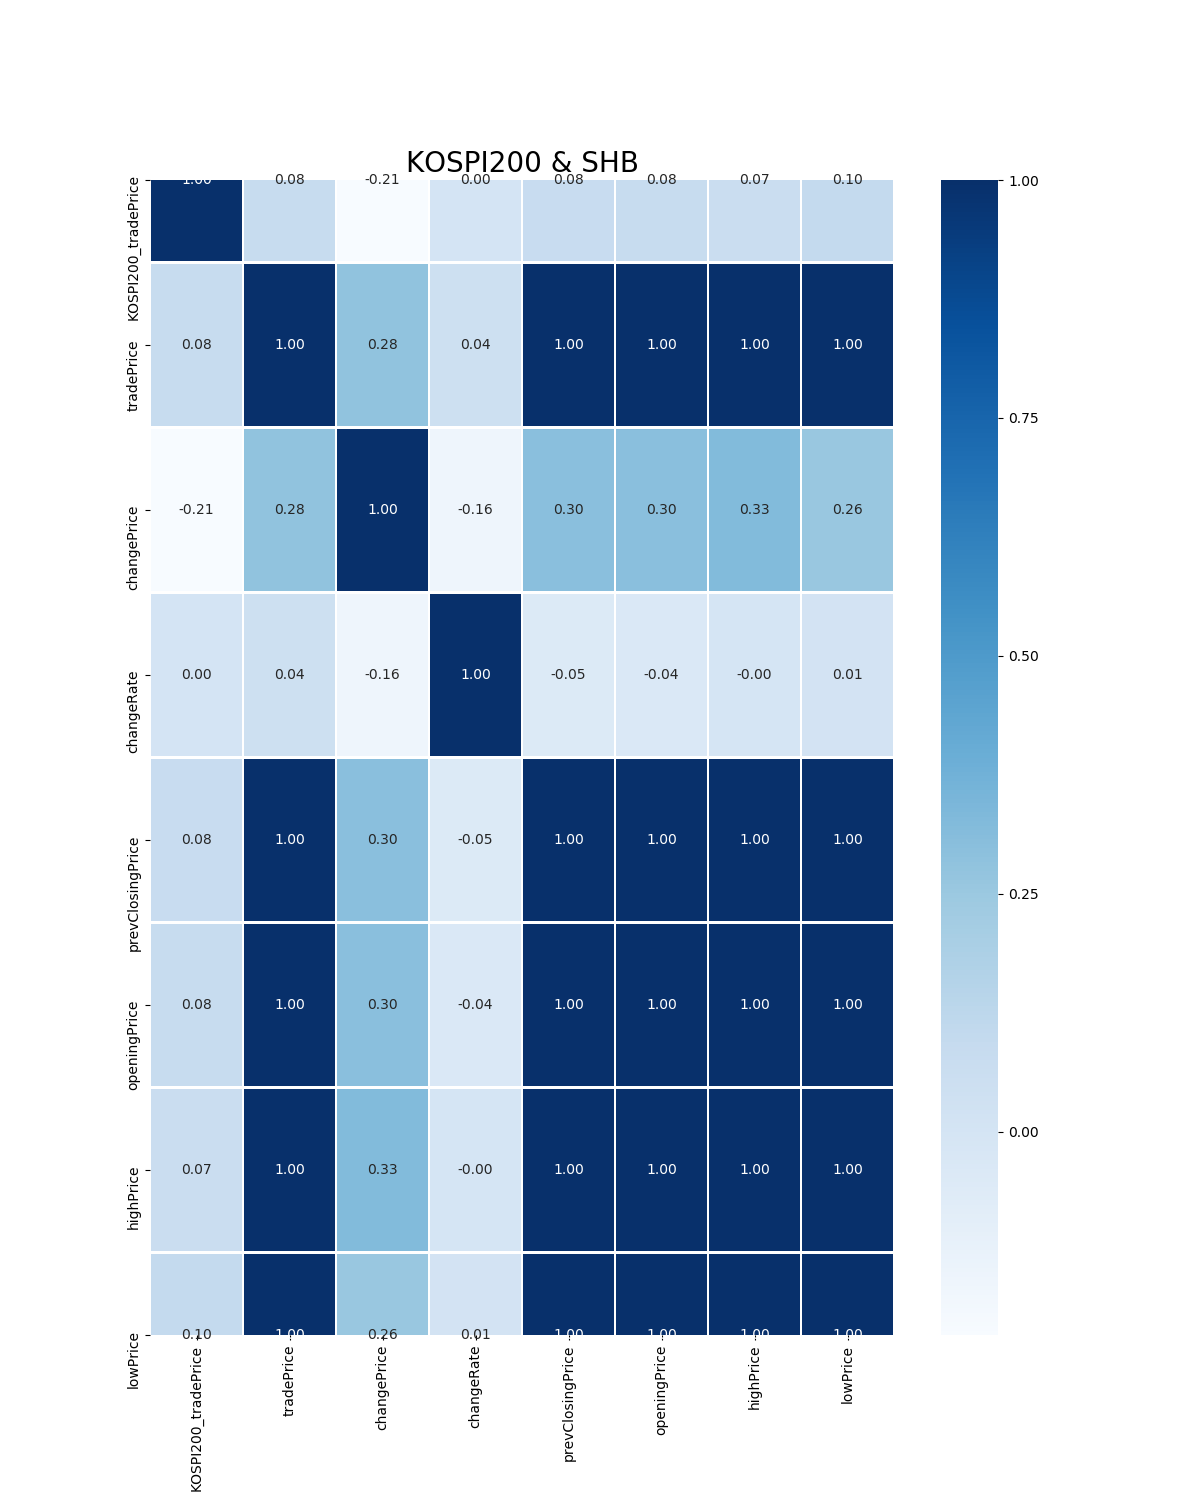 KOSPI200 & SHB
KOSPI200_tradePrice 1.00 0.08 -0.21 0.00 0.08 0.08 0.07 0.10
tradePrice 0.08 1.00 0.28 0.04 1.00 1.00 1.00 1.00
changePrice -0.21 0.28 1.00 -0.16 0.30 0.30 0.33 0.26
changeRate 0.00 0.04 -0.16 1.00 -0.05 -0.04 -0.00 0.01
prevClosingPrice 0.08 1.00 0.30 -0.05 1.00 1.00 1.00 1.00
openingPrice 0.08 1.00 0.30 -0.04 1.00 1.00 1.00 1.00
highPrice 0.07 1.00 0.33 -0.00 1.00 1.00 1.00 1.00
lowPrice 0.10 1.00 0.26 0.01 1.00 1.00 1.00 1.00
KOSPI200_tradePrice
tradePrice
changePrice
changeRate
prevClosingPrice
openingPrice
highPrice
lowPrice
1.00
0.75
0.50
0.25
0.00